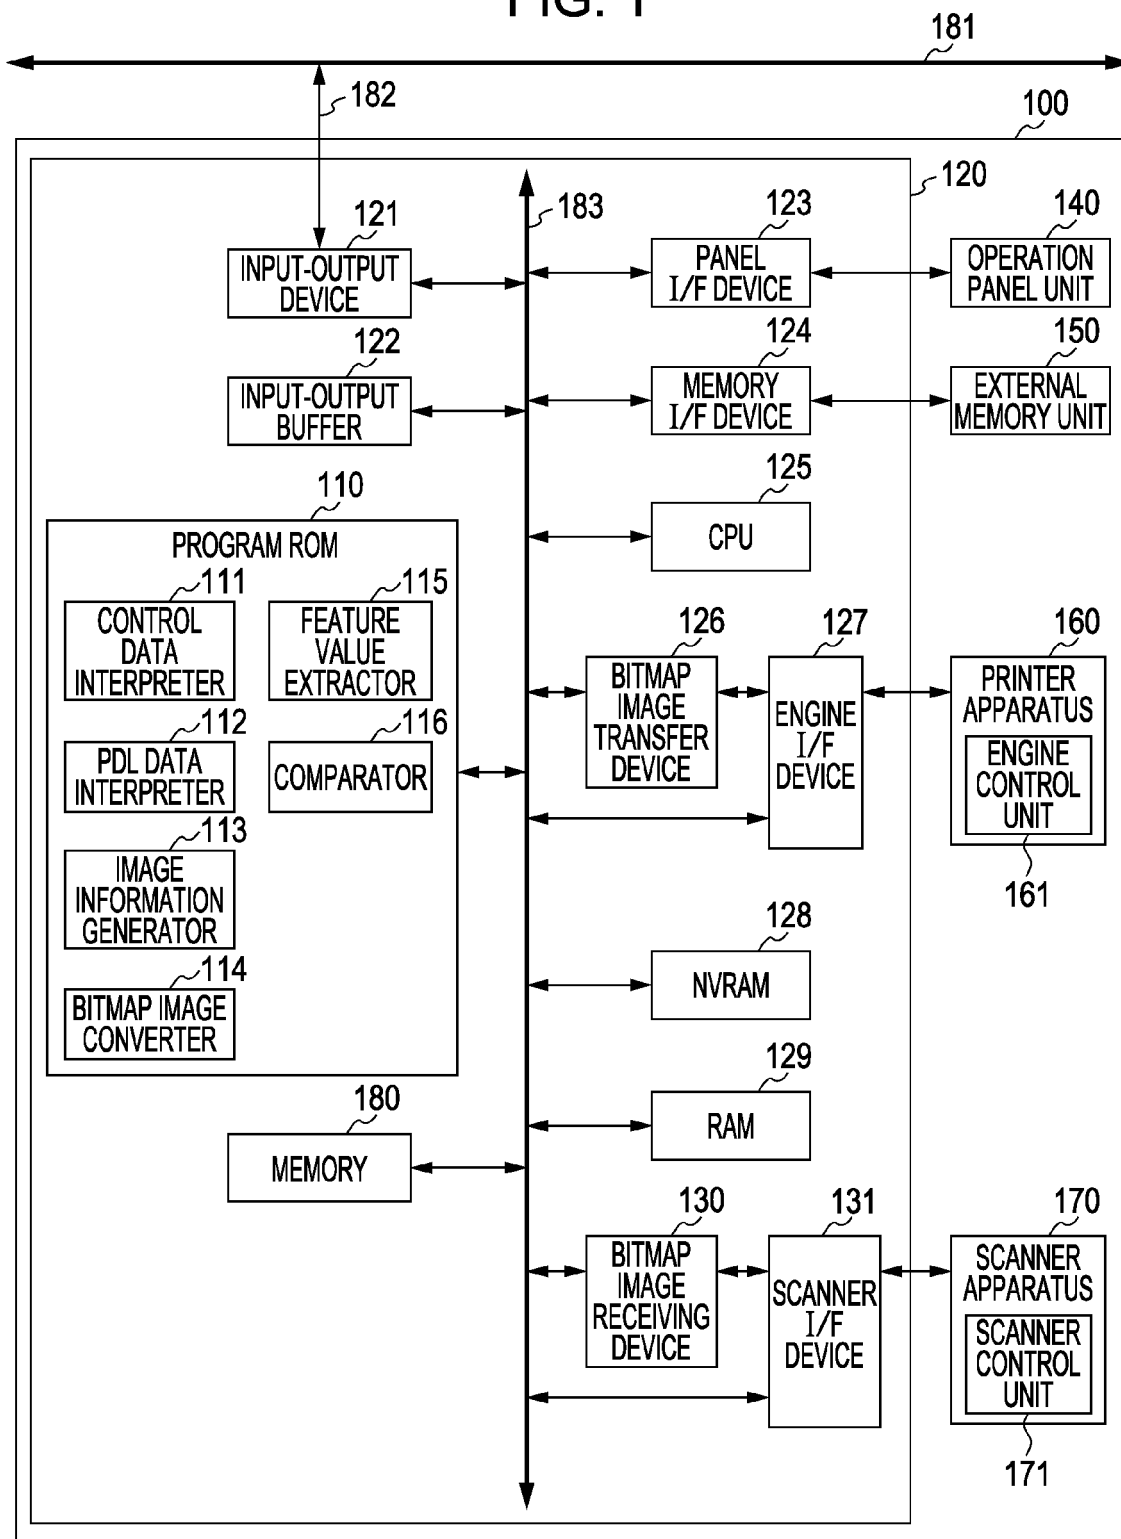 FIG. 1
181
182
100
120
183
121
INPUT-OUTPUT
DEVICE
122
INPUT-OUTPUT
BUFFER
123
PANEL
I/F DEVICE
140
OPERATION
PANEL UNIT
124
MEMORY
I/F DEVICE
150
EXTERNAL
MEMORY UNIT
125
CPU
110
PROGRAM ROM
111
CONTROL
DATA
INTERPRETER
115
FEATURE
VALUE
EXTRACTOR
112
PDL DATA
INTERPRETER
116
COMPARATOR
113
IMAGE
INFORMATION
GENERATOR
114
BITMAP IMAGE
CONVERTER
126
BITMAP
IMAGE
TRANSFER
DEVICE
127
ENGINE
I/F
DEVICE
160
PRINTER
APPARATUS
ENGINE
CONTROL
UNIT
161
128
NVRAM
129
RAM
180
MEMORY
130
BITMAP
IMAGE
RECEIVING
DEVICE
131
SCANNER
I/F
DEVICE
170
SCANNER
APPARATUS
SCANNER
CONTROL
UNIT
171